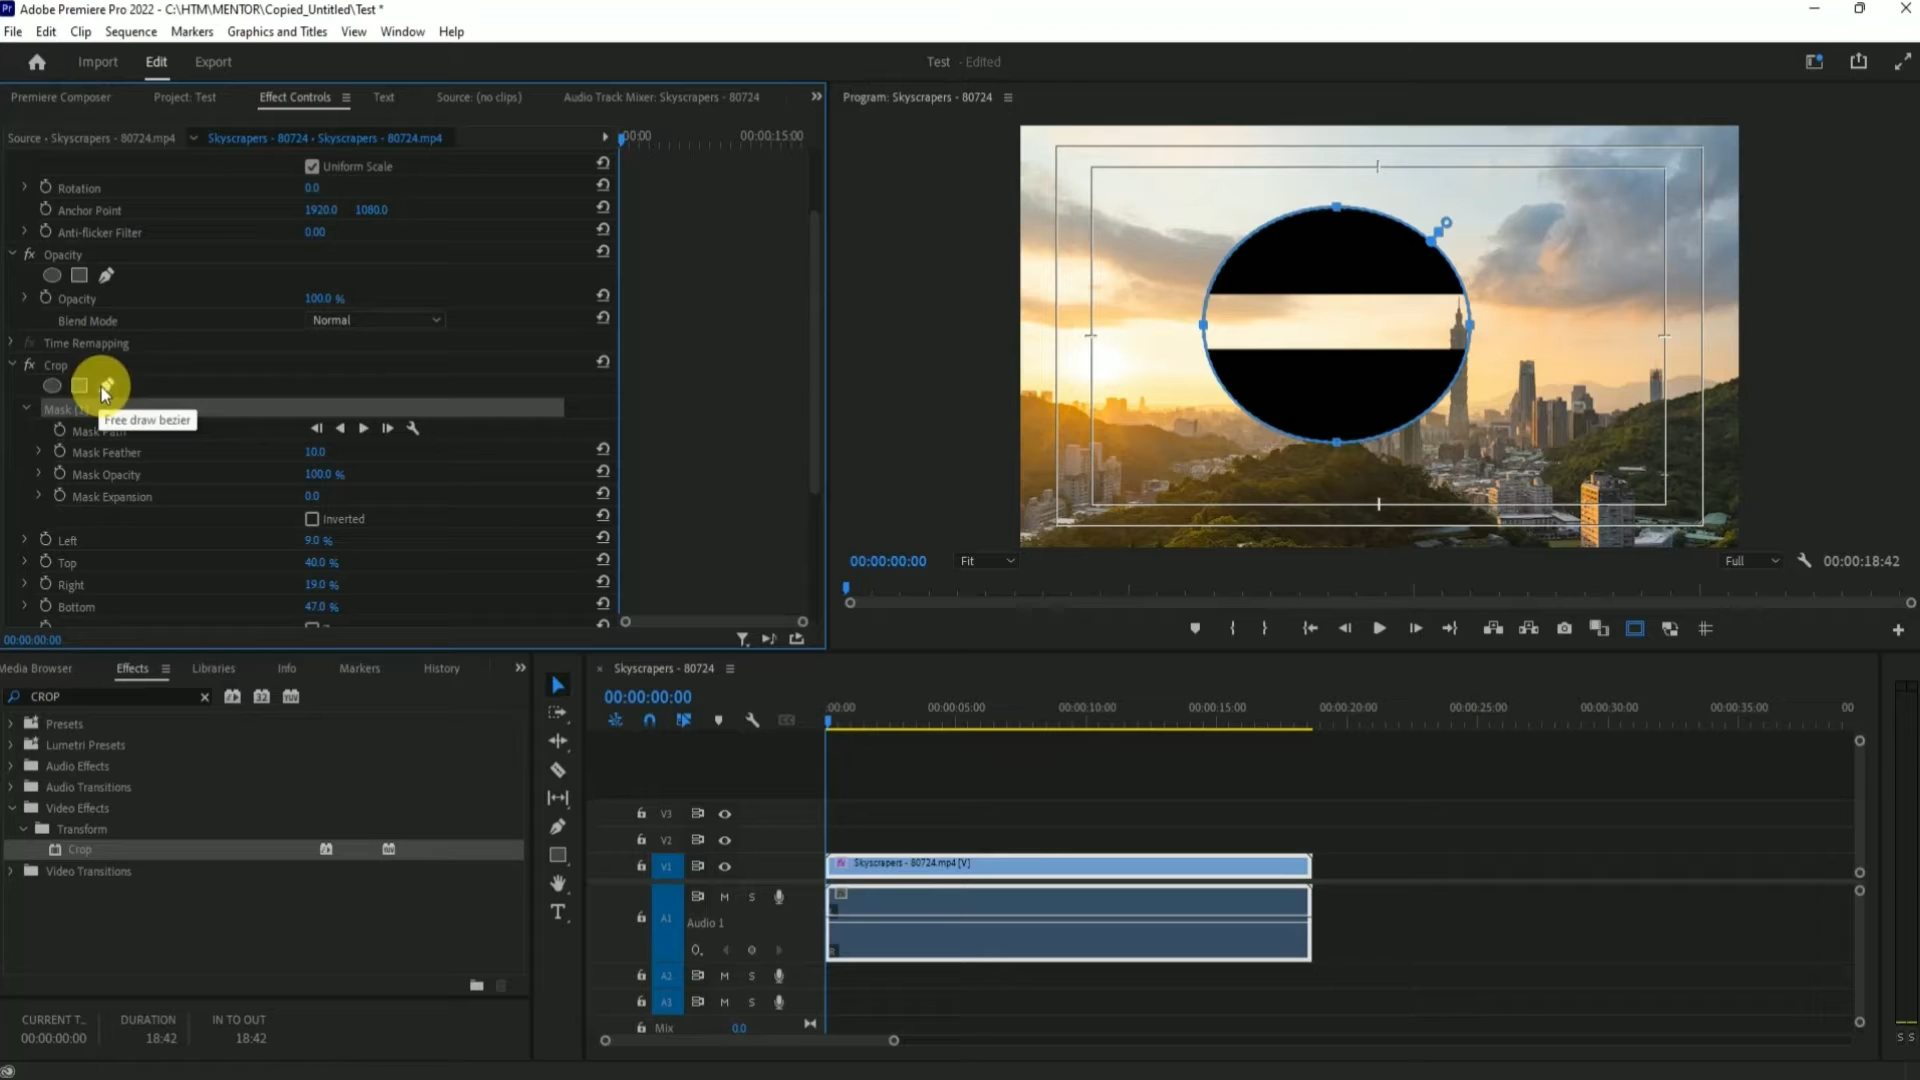 Pr Adobe Premiere Pro 2022 - C:\HTM\MENTOR\Copied_Untitled\Test *
File Edit Clip Sequence Markers Graphics and Titles View Window Help
Import Edit Export
Test - Edited
Premiere Composer Project: Test Effect Controls Text Source: (no clips) Audio Track Mixer: Skyscrapers - 80724
Program: Skyscrapers - 80724
Source • Skyscrapers - 80724.mp4 Skyscrapers - 80724 • Skyscrapers - 80724.mp4
:00:00 00:00:15:00
Uniform Scale
Rotation 0.0
Anchor Point 1920.0 1080.0
Anti-flicker Filter 0.00
fx Opacity
Opacity 100.0 %
Blend Mode Normal
fx Time Remapping
fx Crop
Free draw bezier
Mask Feather 10.0
Mask Opacity 100.0 %
Mask Expansion 0.0
Inverted
Left 9.0 %
Top 40.0 %
Right 19.0 %
Bottom 47.0 %
00:00:00:00
00:00:00:00 Fit Full 00:00:18:42
Media Browser Effects Libraries Info Markers History
CROP
Presets
Lumetri Presets
Audio Effects
Audio Transitions
Video Effects
Transform
Crop
Video Transitions
CURRENT T... DURATION IN TO OUT
00:00:00:00 18:42 18:42
Skyscrapers - 80724
00:00:00:00
:00:00 00:00:05:00 00:00:10:00 00:00:15:00 00:00:20:00 00:00:25:00 00:00:30:00 00:00:35:00 00
V3
V2
V1
fx Skyscrapers - 80724.mp4 [V]
A1 M S
Audio 1
A2 M S
A3 M S
Mix 0.0
S S